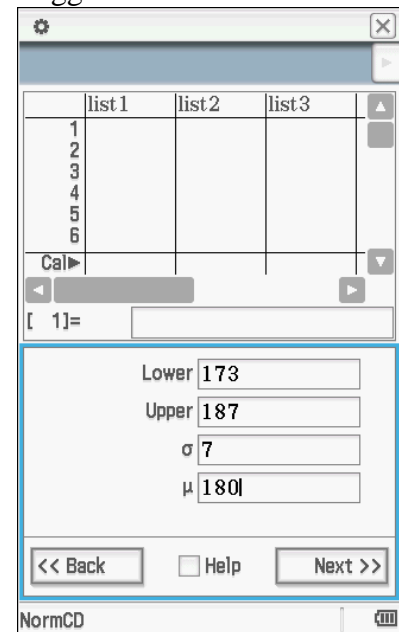 list1 list2 list3
1
2
3
4
5
6
Cal▶
[ 1]=
Lower 173
Upper 187
σ 7
μ 180
<< Back Help Next >>
NormCD